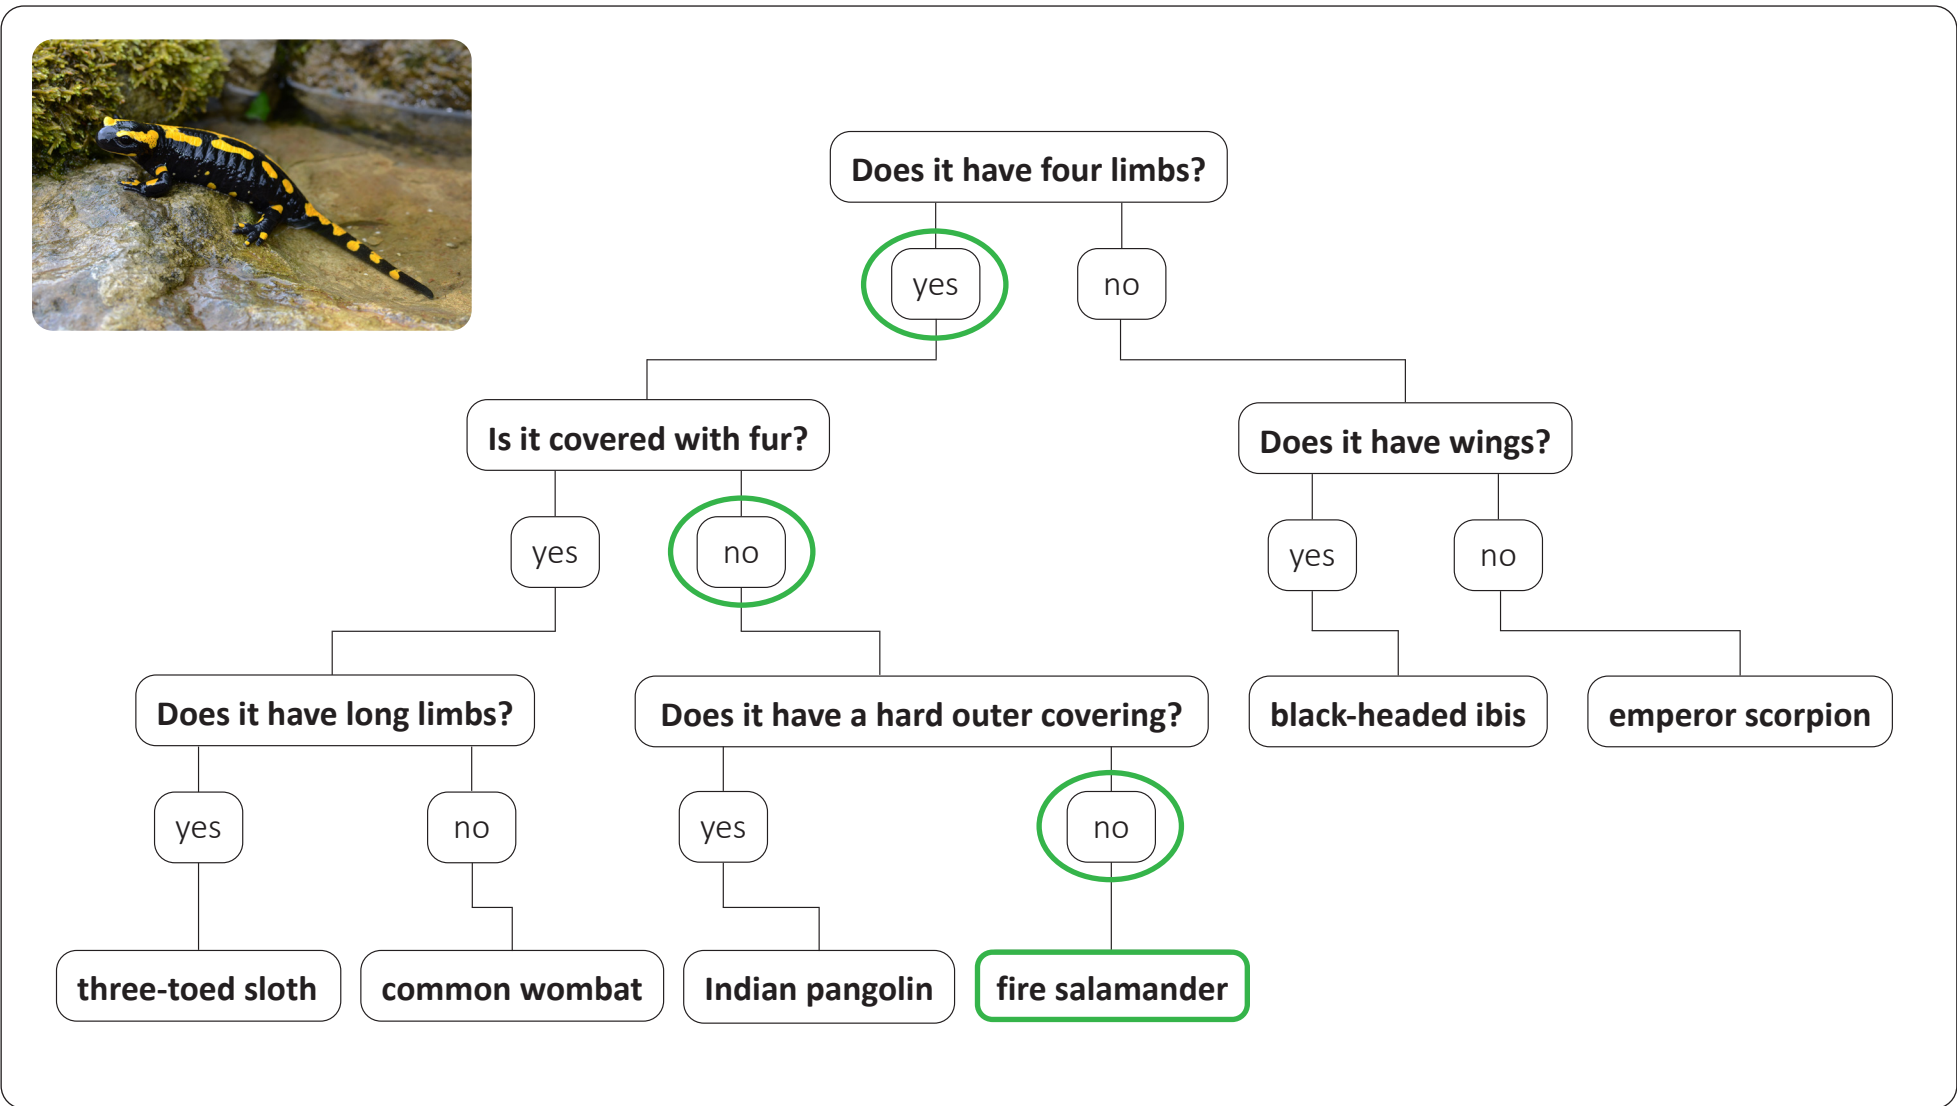 Does it have four limbs?
yes
no
Is it covered with fur?
Does it have wings?
yes
no
yes
no
Does it have long limbs?
Does it have a hard outer covering?
black-headed ibis
emperor scorpion
yes
no
yes
no
three-toed sloth
common wombat
Indian pangolin
fire salamander